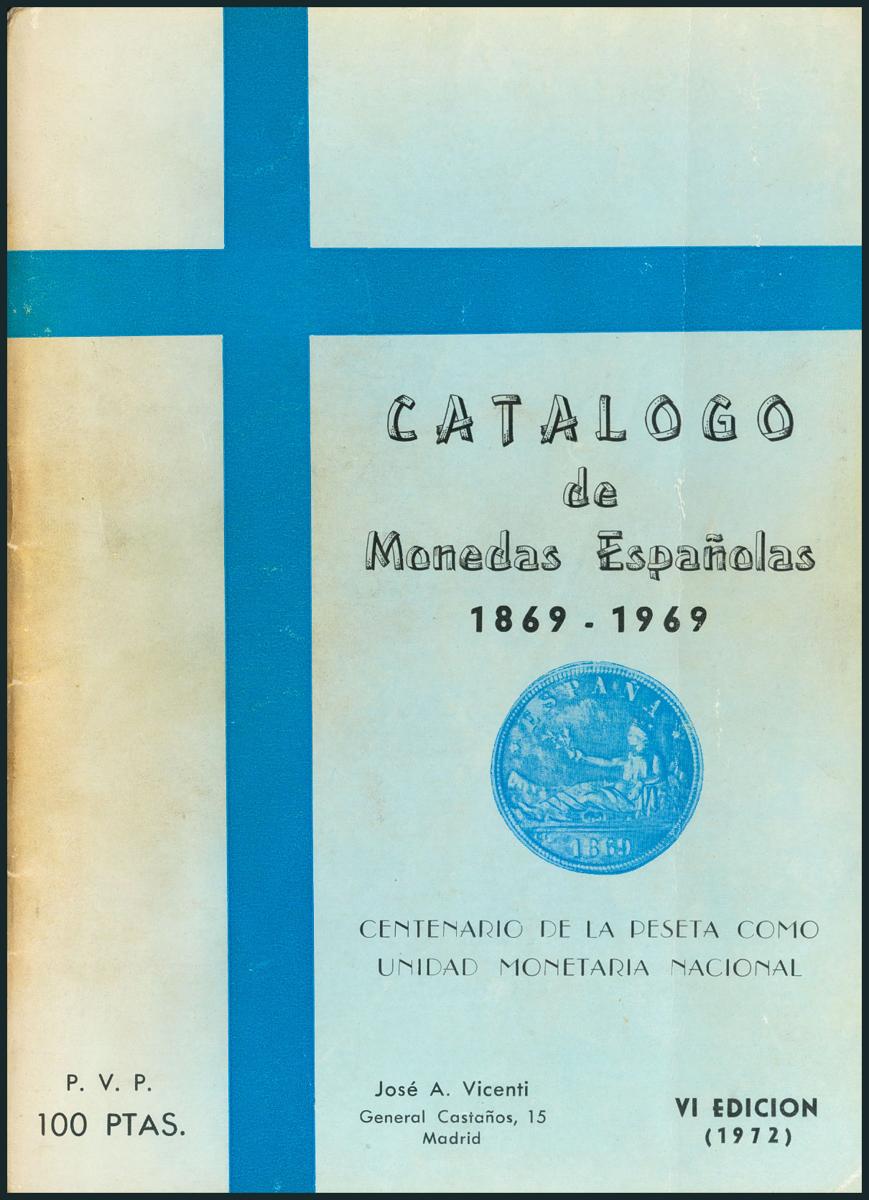 CATALOGO
de
Monedas Españolas
1869 - 1969
ESPAÑA
1869
CENTENARIO DE LA PESETA COMO
UNIDAD MONETARIA NACIONAL
P. V. P.
100 PTAS.
José A. Vicenti
General Castaños, 15
Madrid
VI EDICION
(1972)